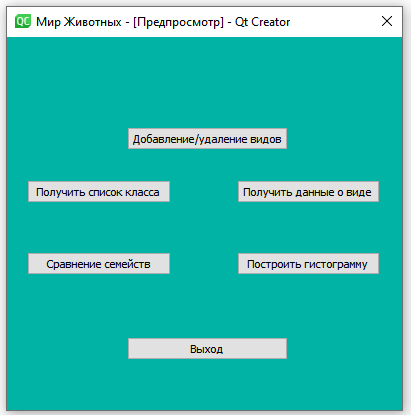 QC Мир Животных - [Предпросмотр] - Qt Creator
Добавление/удаление видов
Получить список класса
Получить данные о виде
Сравнение семейств
Построить гистограмму
Выход